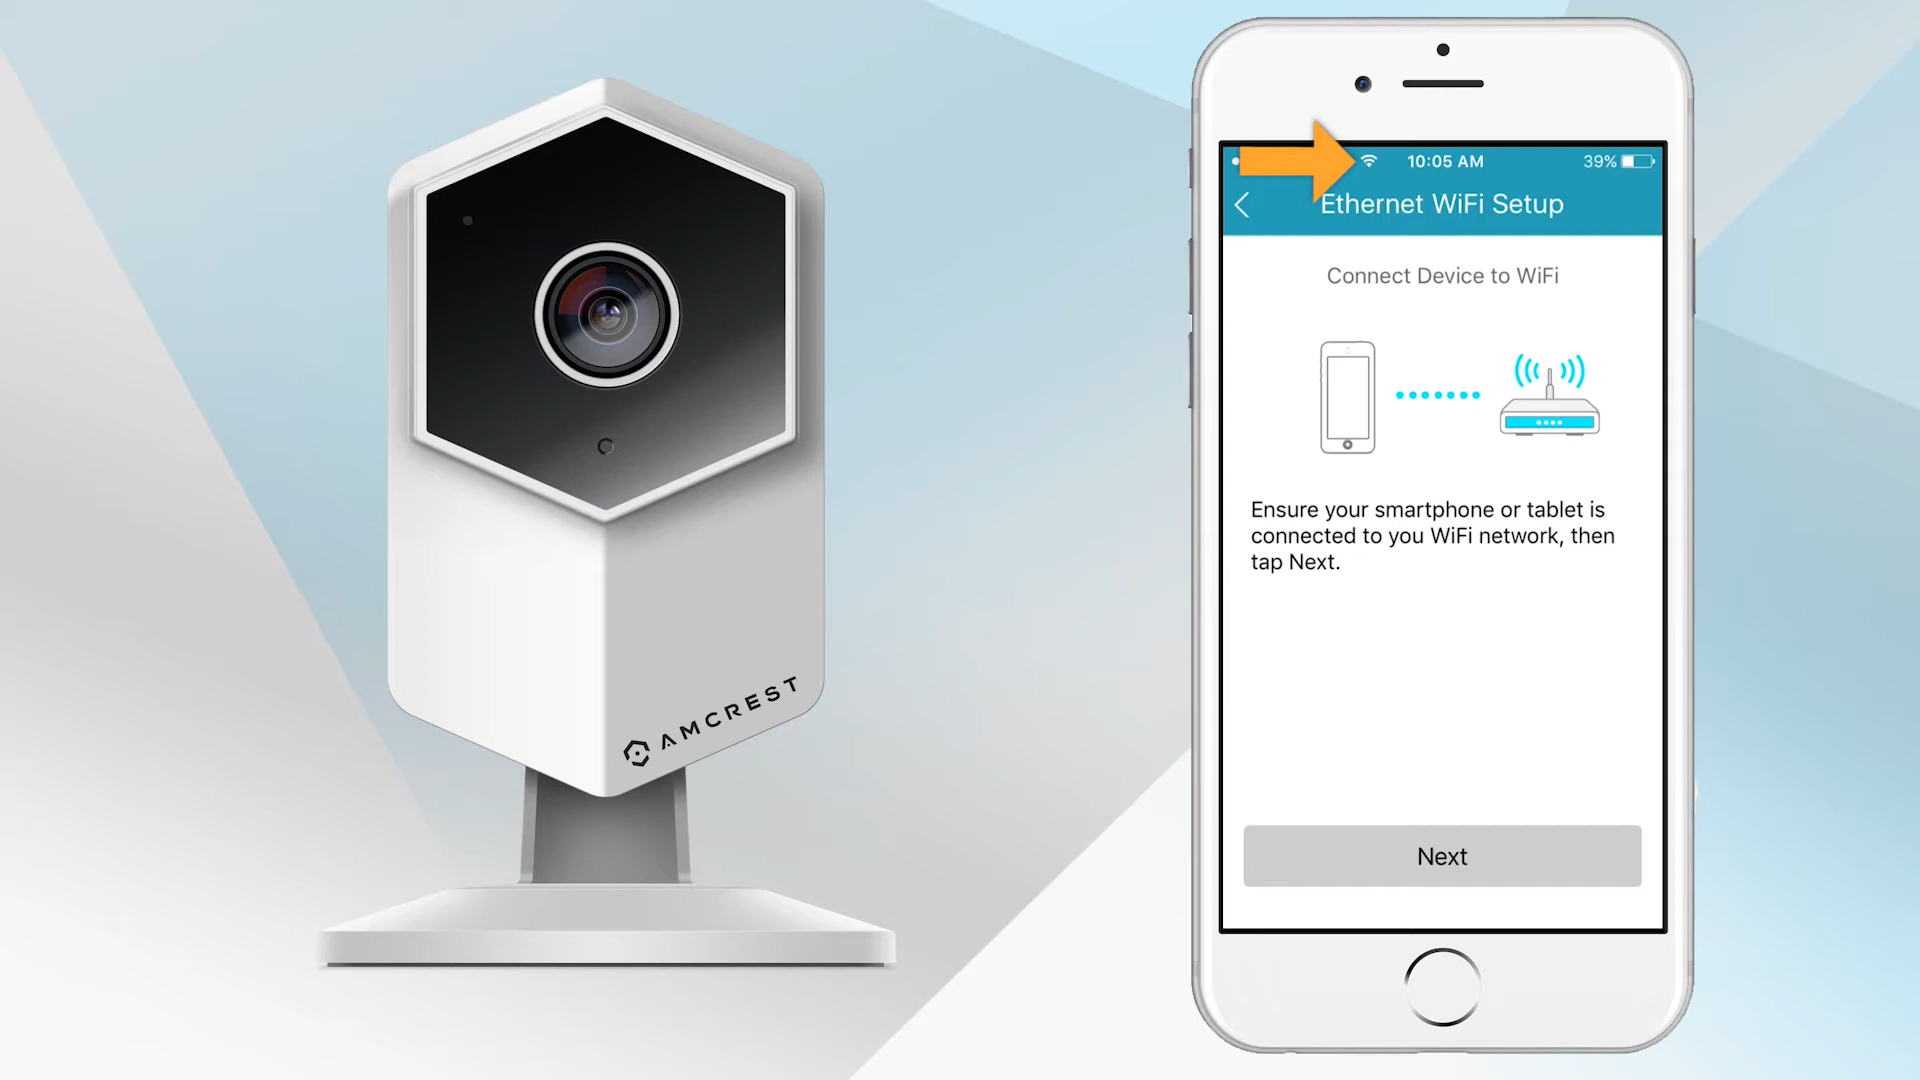 10:05 AM
39%
Ethernet WiFi Setup
Connect Device to WiFi
Ensure your smartphone or tablet is
connected to you WiFi network, then
tap Next.
Next
AMCREST